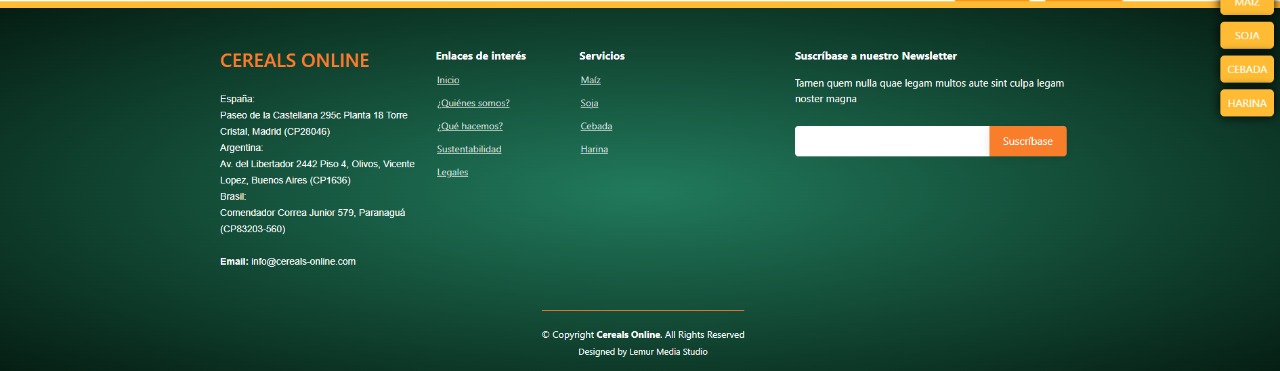 MAÍZ
SOJA
CEBADA
HARINA
CEREALS ONLINE
España:
Paseo de la Castellana 295c Planta 18 Torre
Cristal, Madrid (CP28046)
Argentina:
Av. del Libertador 2442 Piso 4, Olivos, Vicente
Lopez, Buenos Aires (CP1636)
Brasil:
Comendador Correa Junior 579, Paranaguá
(CP83203-560)
Email: info@cereals-online.com
Enlaces de interés
Inicio
¿Quiénes somos?
¿Qué hacemos?
Sustentabilidad
Legales
Servicios
Maíz
Soja
Cebada
Harina
Suscríbase a nuestro Newsletter
Tamen quem nulla quae legam multos aute sint culpa legam
noster magna
Suscríbase
© Copyright Cereals Online. All Rights Reserved
Designed by Lemur Media Studio